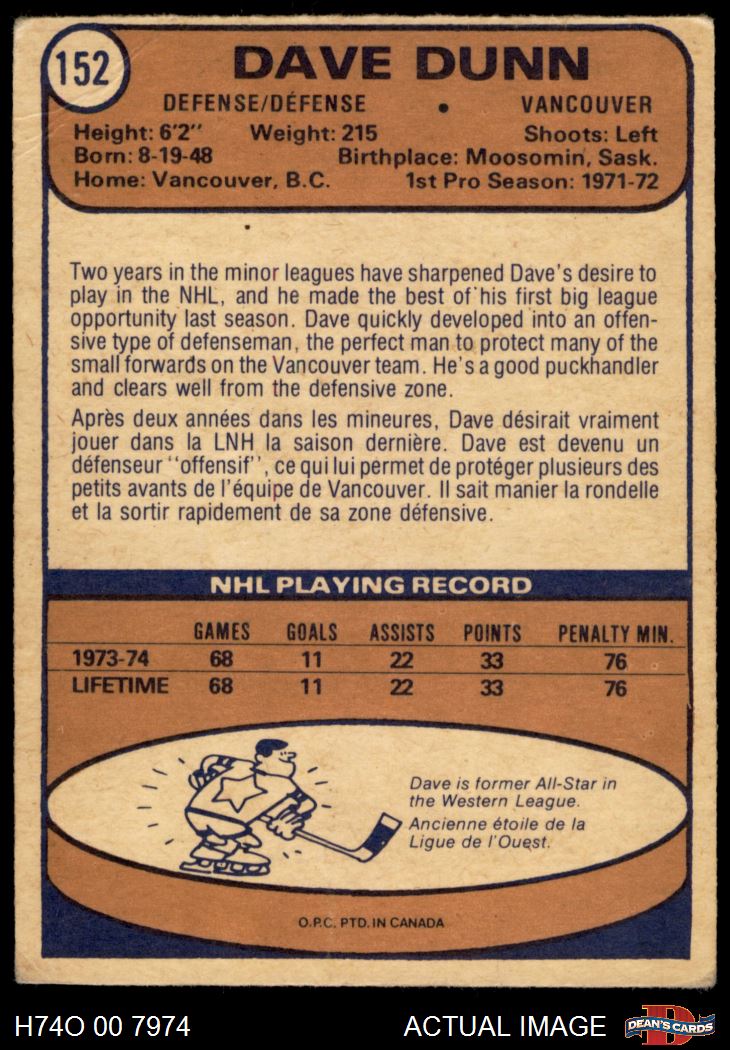 152
DAVE DUNN
DEFENSE/DÉFENSE • VANCOUVER
Height: 6'2" Weight: 215 Shoots: Left
Born: 8-19-48 Birthplace: Moosomin, Sask.
Home: Vancouver, B.C. 1st Pro Season: 1971-72
Two years in the minor leagues have sharpened Dave's desire to
play in the NHL, and he made the best of his first big league
opportunity last season. Dave quickly developed into an offen-
sive type of defenseman, the perfect man to protect many of the
small forwards on the Vancouver team. He's a good puckhandler
and clears well from the defensive zone.
Après deux années dans les mineures, Dave désirait vraiment
jouer dans la LNH la saison dernière. Dave est devenu un
défenseur "offensif", ce qui lui permet de protéger plusieurs des
petits avants de l'équipe de Vancouver. Il sait manier la rondelle
et la sortir rapidement de sa zone défensive.
NHL PLAYING RECORD
GAMES GOALS ASSISTS POINTS PENALTY MIN.
1973-74 68 11 22 33 76
LIFETIME 68 11 22 33 76
Dave is former All-Star in
the Western League.
Ancienne étoile de la
Ligue de l'Ouest.
O.P.C. PTD. IN CANADA
H74O 00 7974 ACTUAL IMAGE
D
DEAN'S CARDS